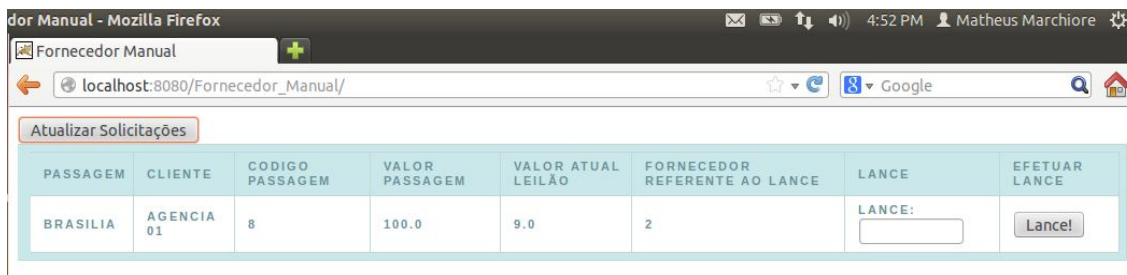 dor Manual - Mozilla Firefox 4:52 PM Matheus Marchiore
Fornecedor Manual
localhost:8080/Fornecedor_Manual/ 8 Google
Atualizar Solicitações
PASSAGEM CLIENTE CODIGO PASSAGEM VALOR PASSAGEM VALOR ATUAL LEILÃO FORNECEDOR REFERENTE AO LANCE LANCE EFETUAR LANCE
BRASILIA AGENCIA 01 8 100.0 9.0 2 LANCE: Lance!